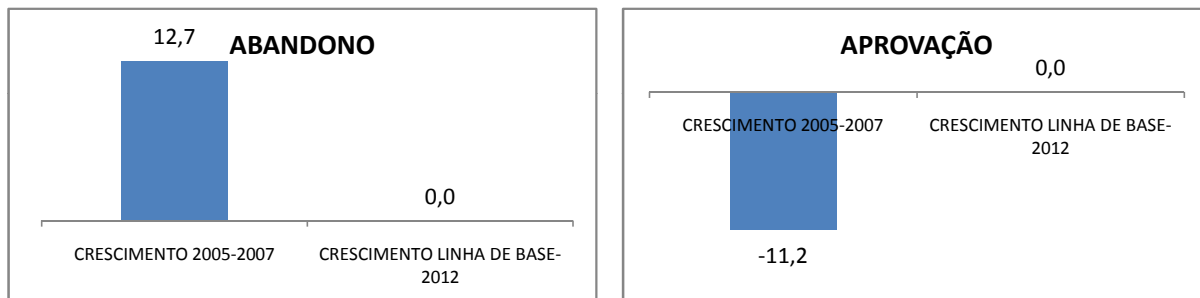 ABANDONO
12,7
0,0
CRESCIMENTO 2005-2007
CRESCIMENTO LINHA DE BASE-
2012
APROVAÇÃO
0,0
CRESCIMENTO 2005-2007
CRESCIMENTO LINHA DE BASE-
2012
-11,2